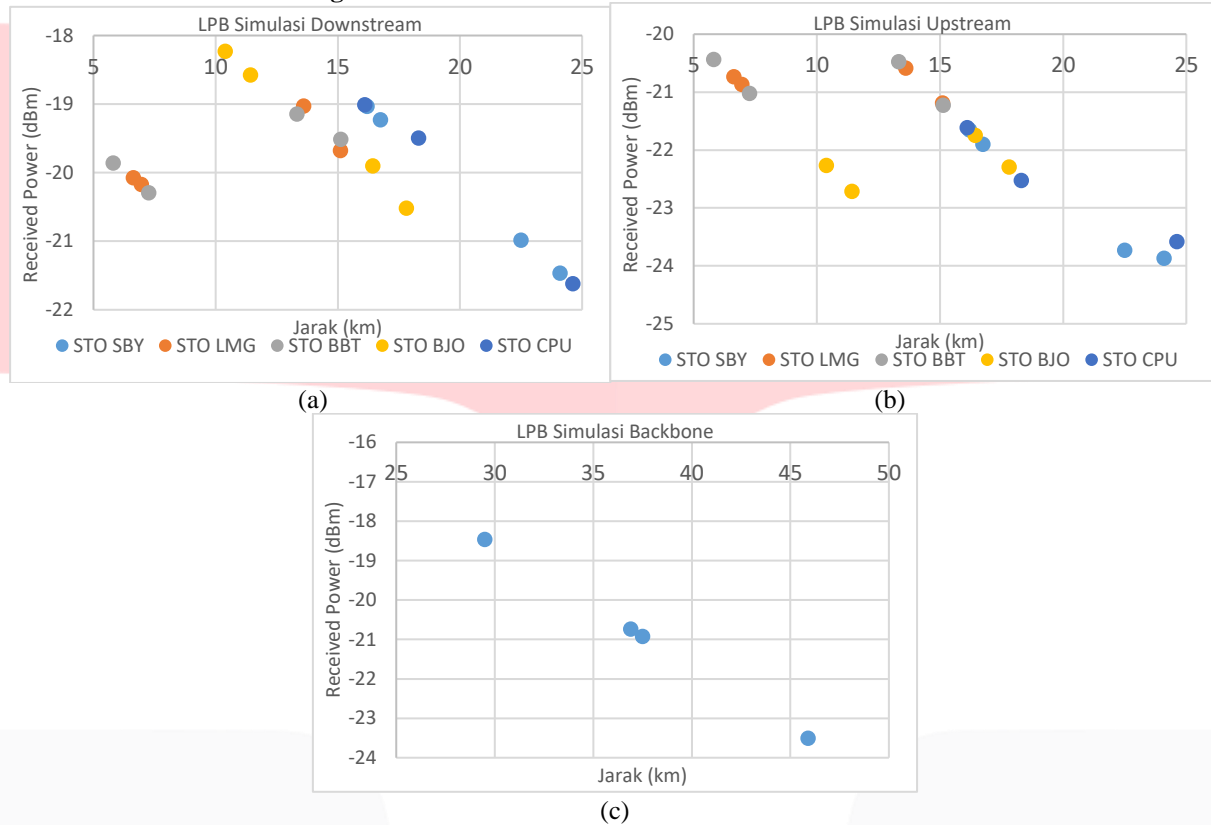 LPB Simulasi Downstream
-18
5 10 15 20 25
-19
-20
-21
-22
Received Power (dBm)
Jarak (km)
STO SBY STO LMG STO BBT STO BJO STO CPU
(a)
LPB Simulasi Upstream
-20
5 10 15 20 25
-21
-22
-23
-24
-25
Received Power (dBm)
Jarak (km)
STO SBY STO LMG STO BBT STO BJO STO CPU
(b)
LPB Simulasi Backbone
-16
25 30 35 40 45 50
-17
-18
-19
-20
-21
-22
-23
-24
Received Power (dBm)
Jarak (km)
(c)